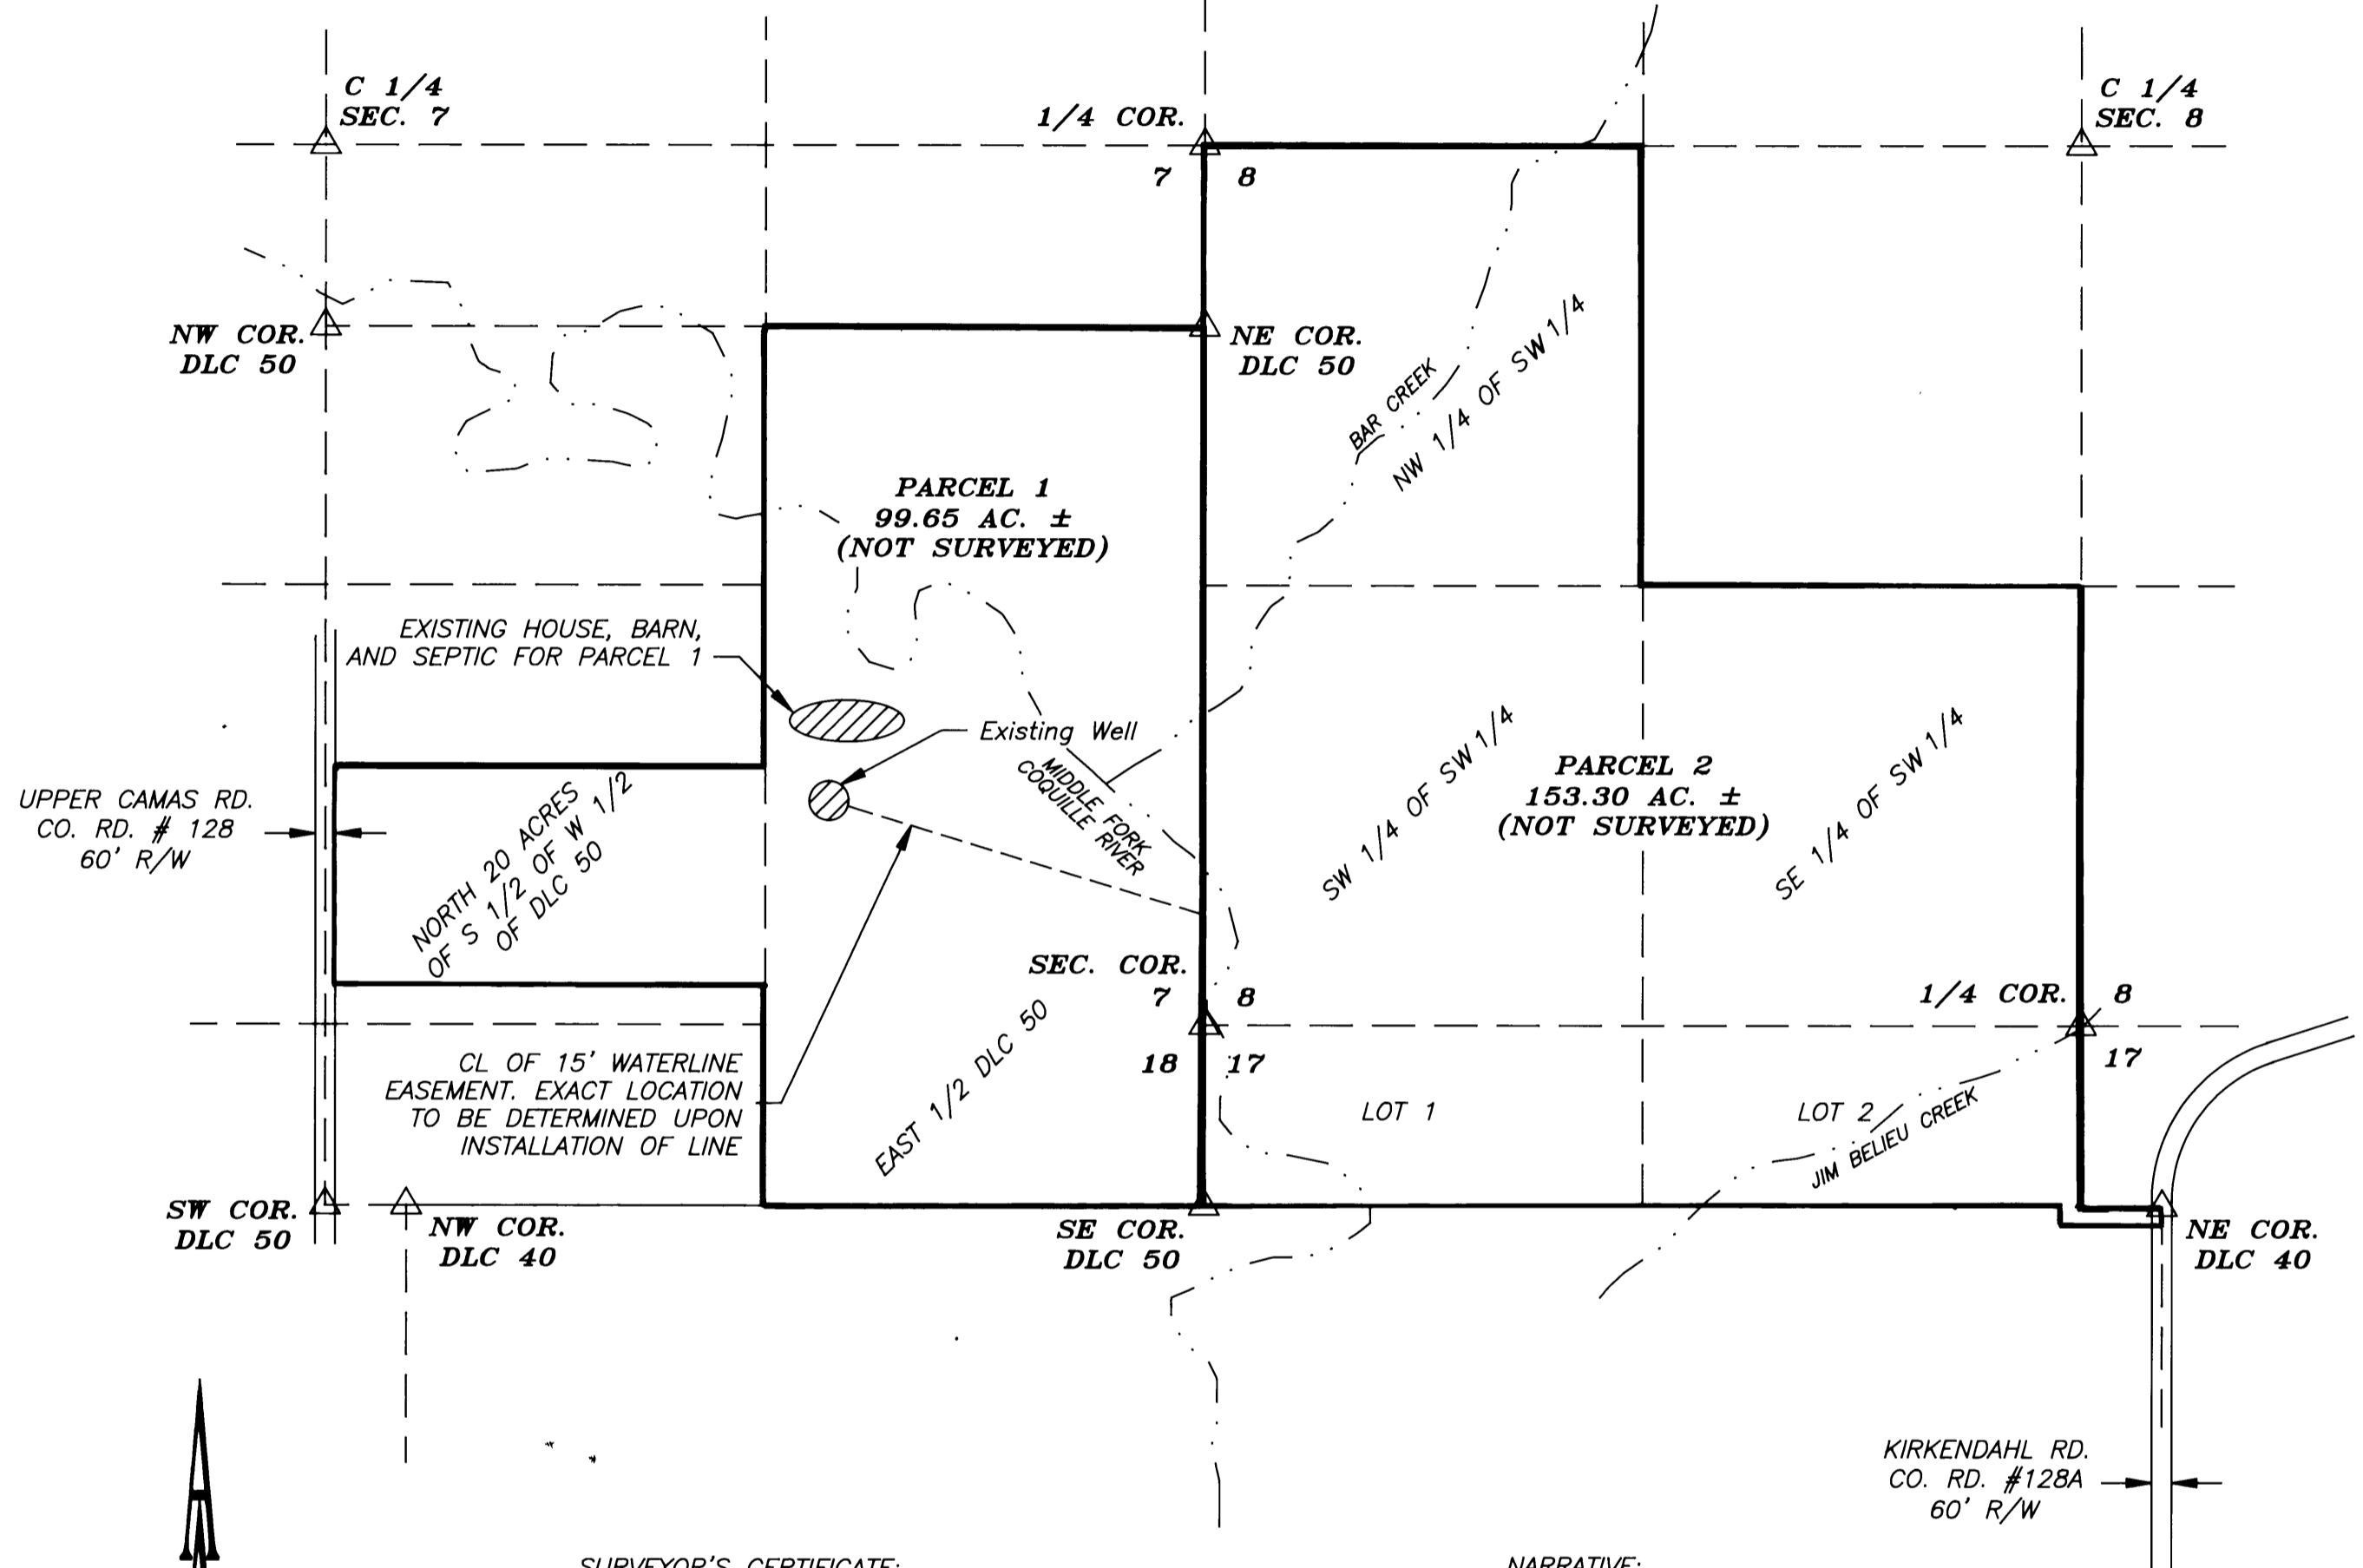 C 1/4
SEC. 7
1/4 COR.
7 8
C 1/4
SEC. 8
NW COR.
DLC 50
NE COR.
DLC 50
BAR CREEK
NW 1/4 OF SW 1/4
PARCEL 1
99.65 AC. ±
(NOT SURVEYED)
EXISTING HOUSE, BARN,
AND SEPTIC FOR PARCEL 1
Existing Well
MIDDLE FORK
COQUILLE RIVER
SW 1/4 OF SW 1/4
PARCEL 2
153.30 AC. ±
(NOT SURVEYED)
SE 1/4 OF SW 1/4
UPPER CAMAS RD.
CO. RD. # 128
60' R/W
NORTH 20 ACRES
OF S 1/2 OF W 1/2
OF DLC 50
SEC. COR.
7 8
18 17
1/4 COR. 8
17
CL OF 15' WATERLINE
EASEMENT. EXACT LOCATION
TO BE DETERMINED UPON
INSTALLATION OF LINE
EAST 1/2 DLC 50
LOT 1
LOT 2
JIM BELIEU CREEK
SW COR.
DLC 50
NW COR.
DLC 40
SE COR.
DLC 50
NE COR.
DLC 40
KIRKENDAHL RD.
CO. RD. #128A
60' R/W
SURVEYOR'S CERTIFICATE:
NARRATIVE: